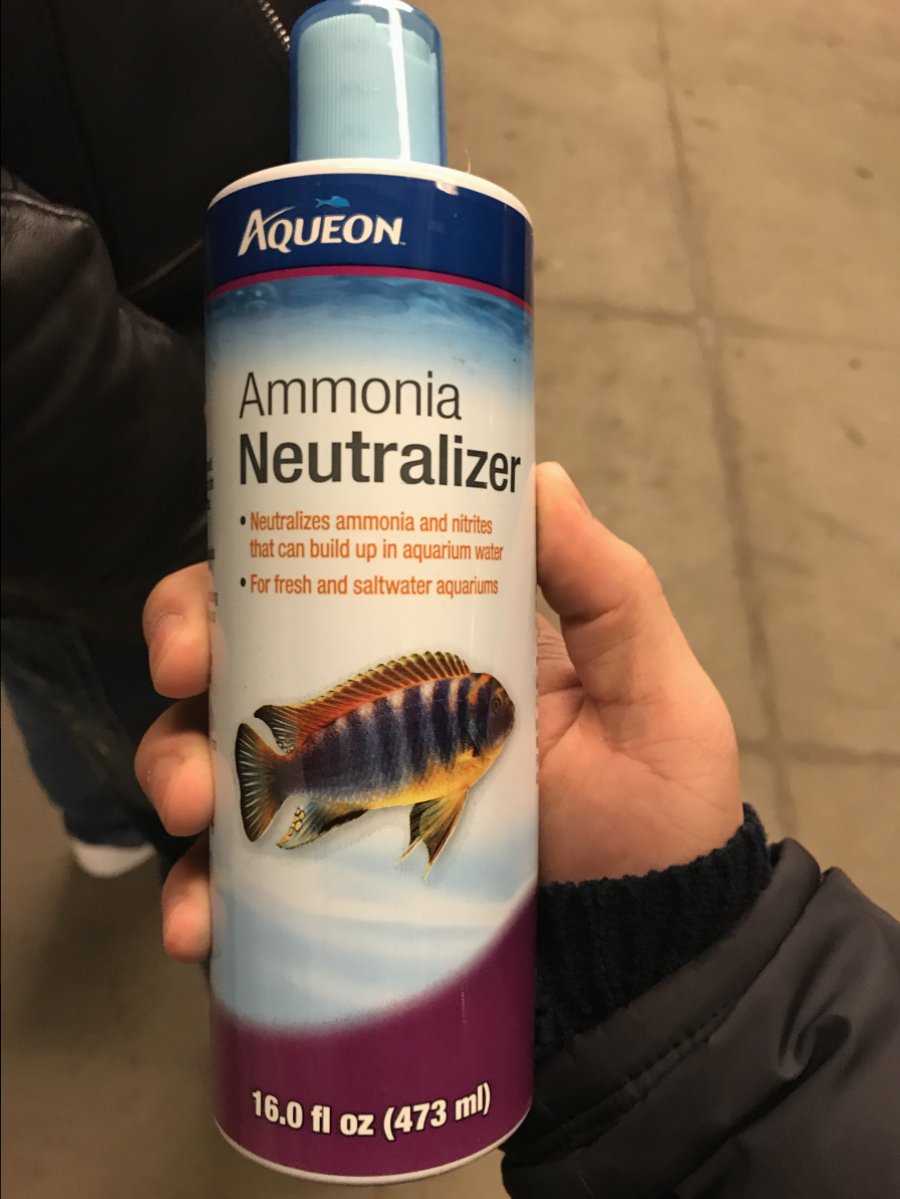 AQUEON
Ammonia
Neutralizer
• Neutralizes ammonia and nitrites
that can build up in aquarium water
• For fresh and saltwater aquariums
16.0 fl oz (473 ml)